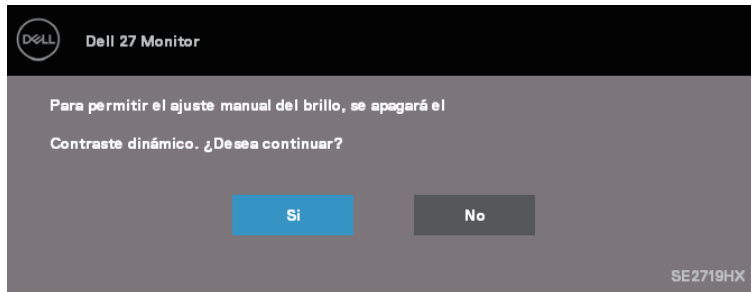 DELL
Dell 27 Monitor
Para permitir el ajuste manual del brillo, se apagará el
Contraste dinámico. ¿Desea continuar?
Si
No
SE2719HX